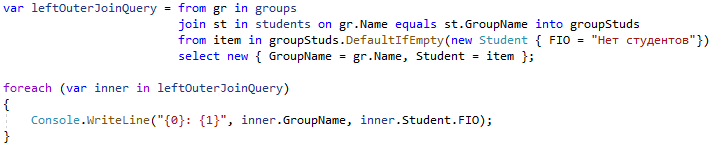 var leftOuterJoinQuery = from gr in groups
join st in students on gr.Name equals st.GroupName into groupStuds
from item in groupStuds.DefaultIfEmpty(new Student { FIO = "Нет студентов"})
select new { GroupName = gr.Name, Student = item };
foreach (var inner in leftOuterJoinQuery)
{
Console.WriteLine("{0}: {1}", inner.GroupName, inner.Student.FIO);
}